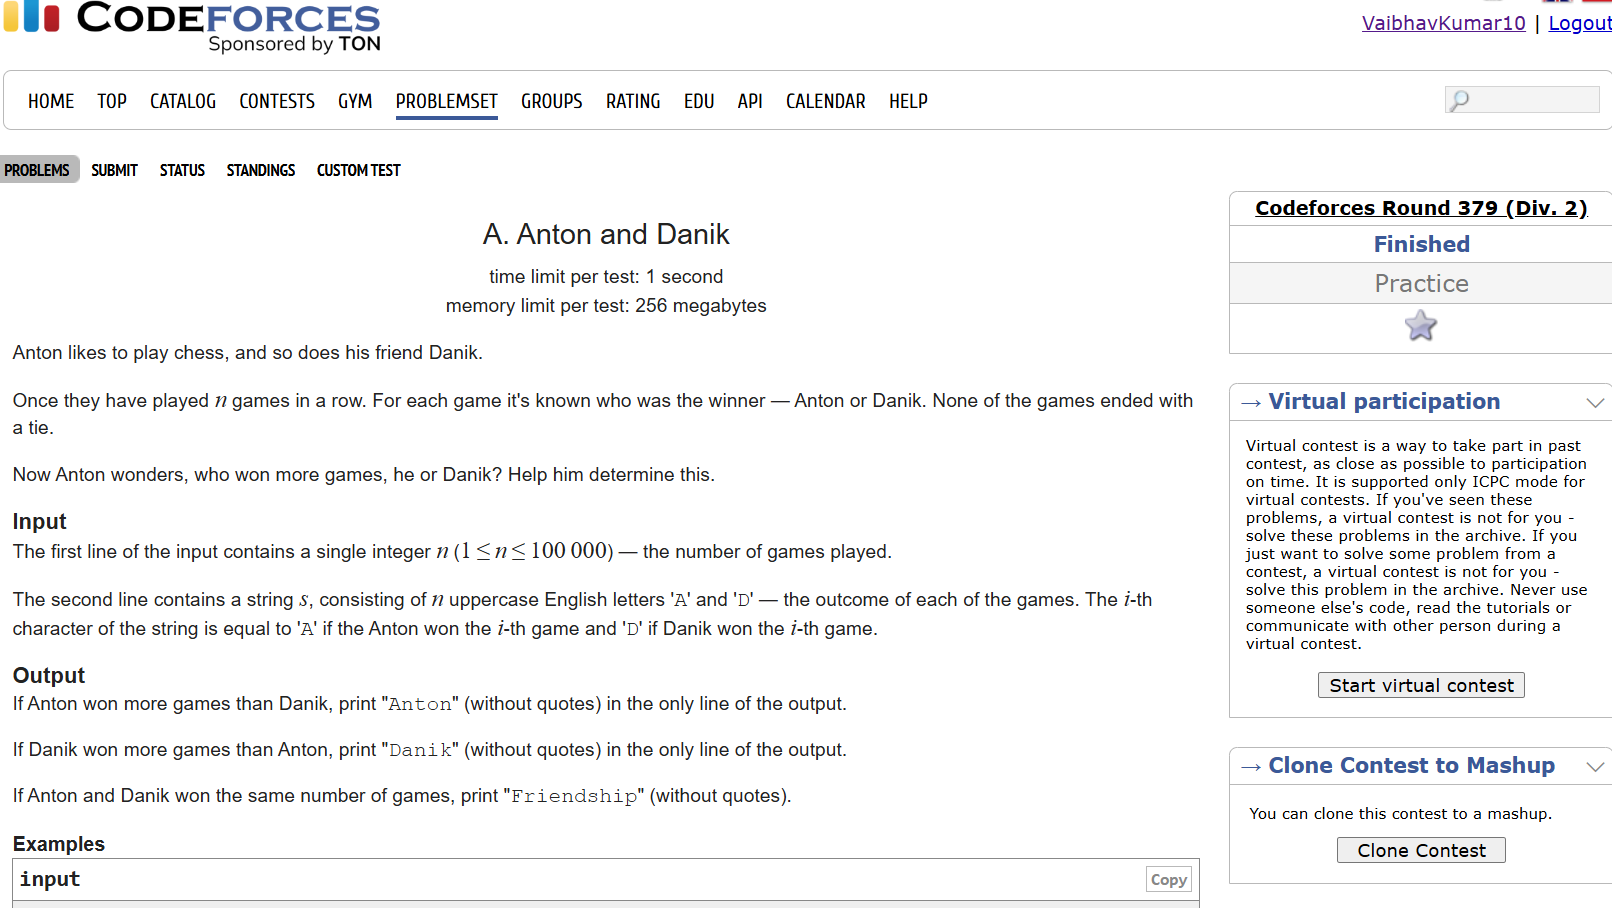 CODEFORCES
Sponsored by TON
VaibhavKumar10 | Logout
HOME TOP CATALOG CONTESTS GYM PROBLEMSET GROUPS RATING EDU API CALENDAR HELP
PROBLEMS SUBMIT STATUS STANDINGS CUSTOM TEST
A. Anton and Danik
time limit per test: 1 second
memory limit per test: 256 megabytes
Anton likes to play chess, and so does his friend Danik.
Once they have played n games in a row. For each game it's known who was the winner — Anton or Danik. None of the games ended with
a tie.
Now Anton wonders, who won more games, he or Danik? Help him determine this.
Input
The first line of the input contains a single integer n (1 ≤ n ≤ 100 000) — the number of games played.
The second line contains a string s, consisting of n uppercase English letters 'A' and 'D' — the outcome of each of the games. The i-th
character of the string is equal to 'A' if the Anton won the i-th game and 'D' if Danik won the i-th game.
Output
If Anton won more games than Danik, print "Anton" (without quotes) in the only line of the output.
If Danik won more games than Anton, print "Danik" (without quotes) in the only line of the output.
If Anton and Danik won the same number of games, print "Friendship" (without quotes).
Examples
input
Copy
Codeforces Round 379 (Div. 2)
Finished
Practice
→ Virtual participation
Virtual contest is a way to take part in past
contest, as close as possible to participation
on time. It is supported only ICPC mode for
virtual contests. If you've seen these
problems, a virtual contest is not for you -
solve these problems in the archive. If you
just want to solve some problem from a
contest, a virtual contest is not for you -
solve this problem in the archive. Never use
someone else's code, read the tutorials or
communicate with other person during a
virtual contest.
Start virtual contest
→ Clone Contest to Mashup
You can clone this contest to a mashup.
Clone Contest